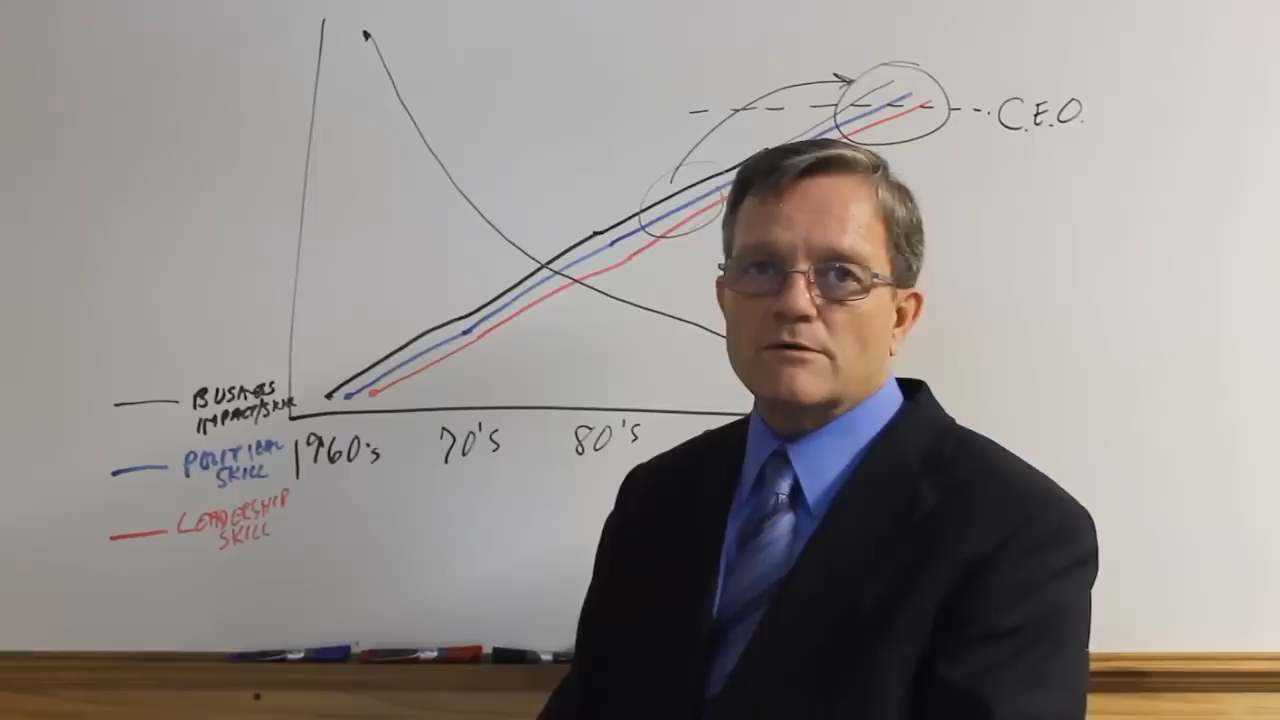 C.E.O.
BUSINESS
IMPACT/SKILL
POLITICAL
SKILL
LEADERSHIP
SKILL
1960's 70's 80's